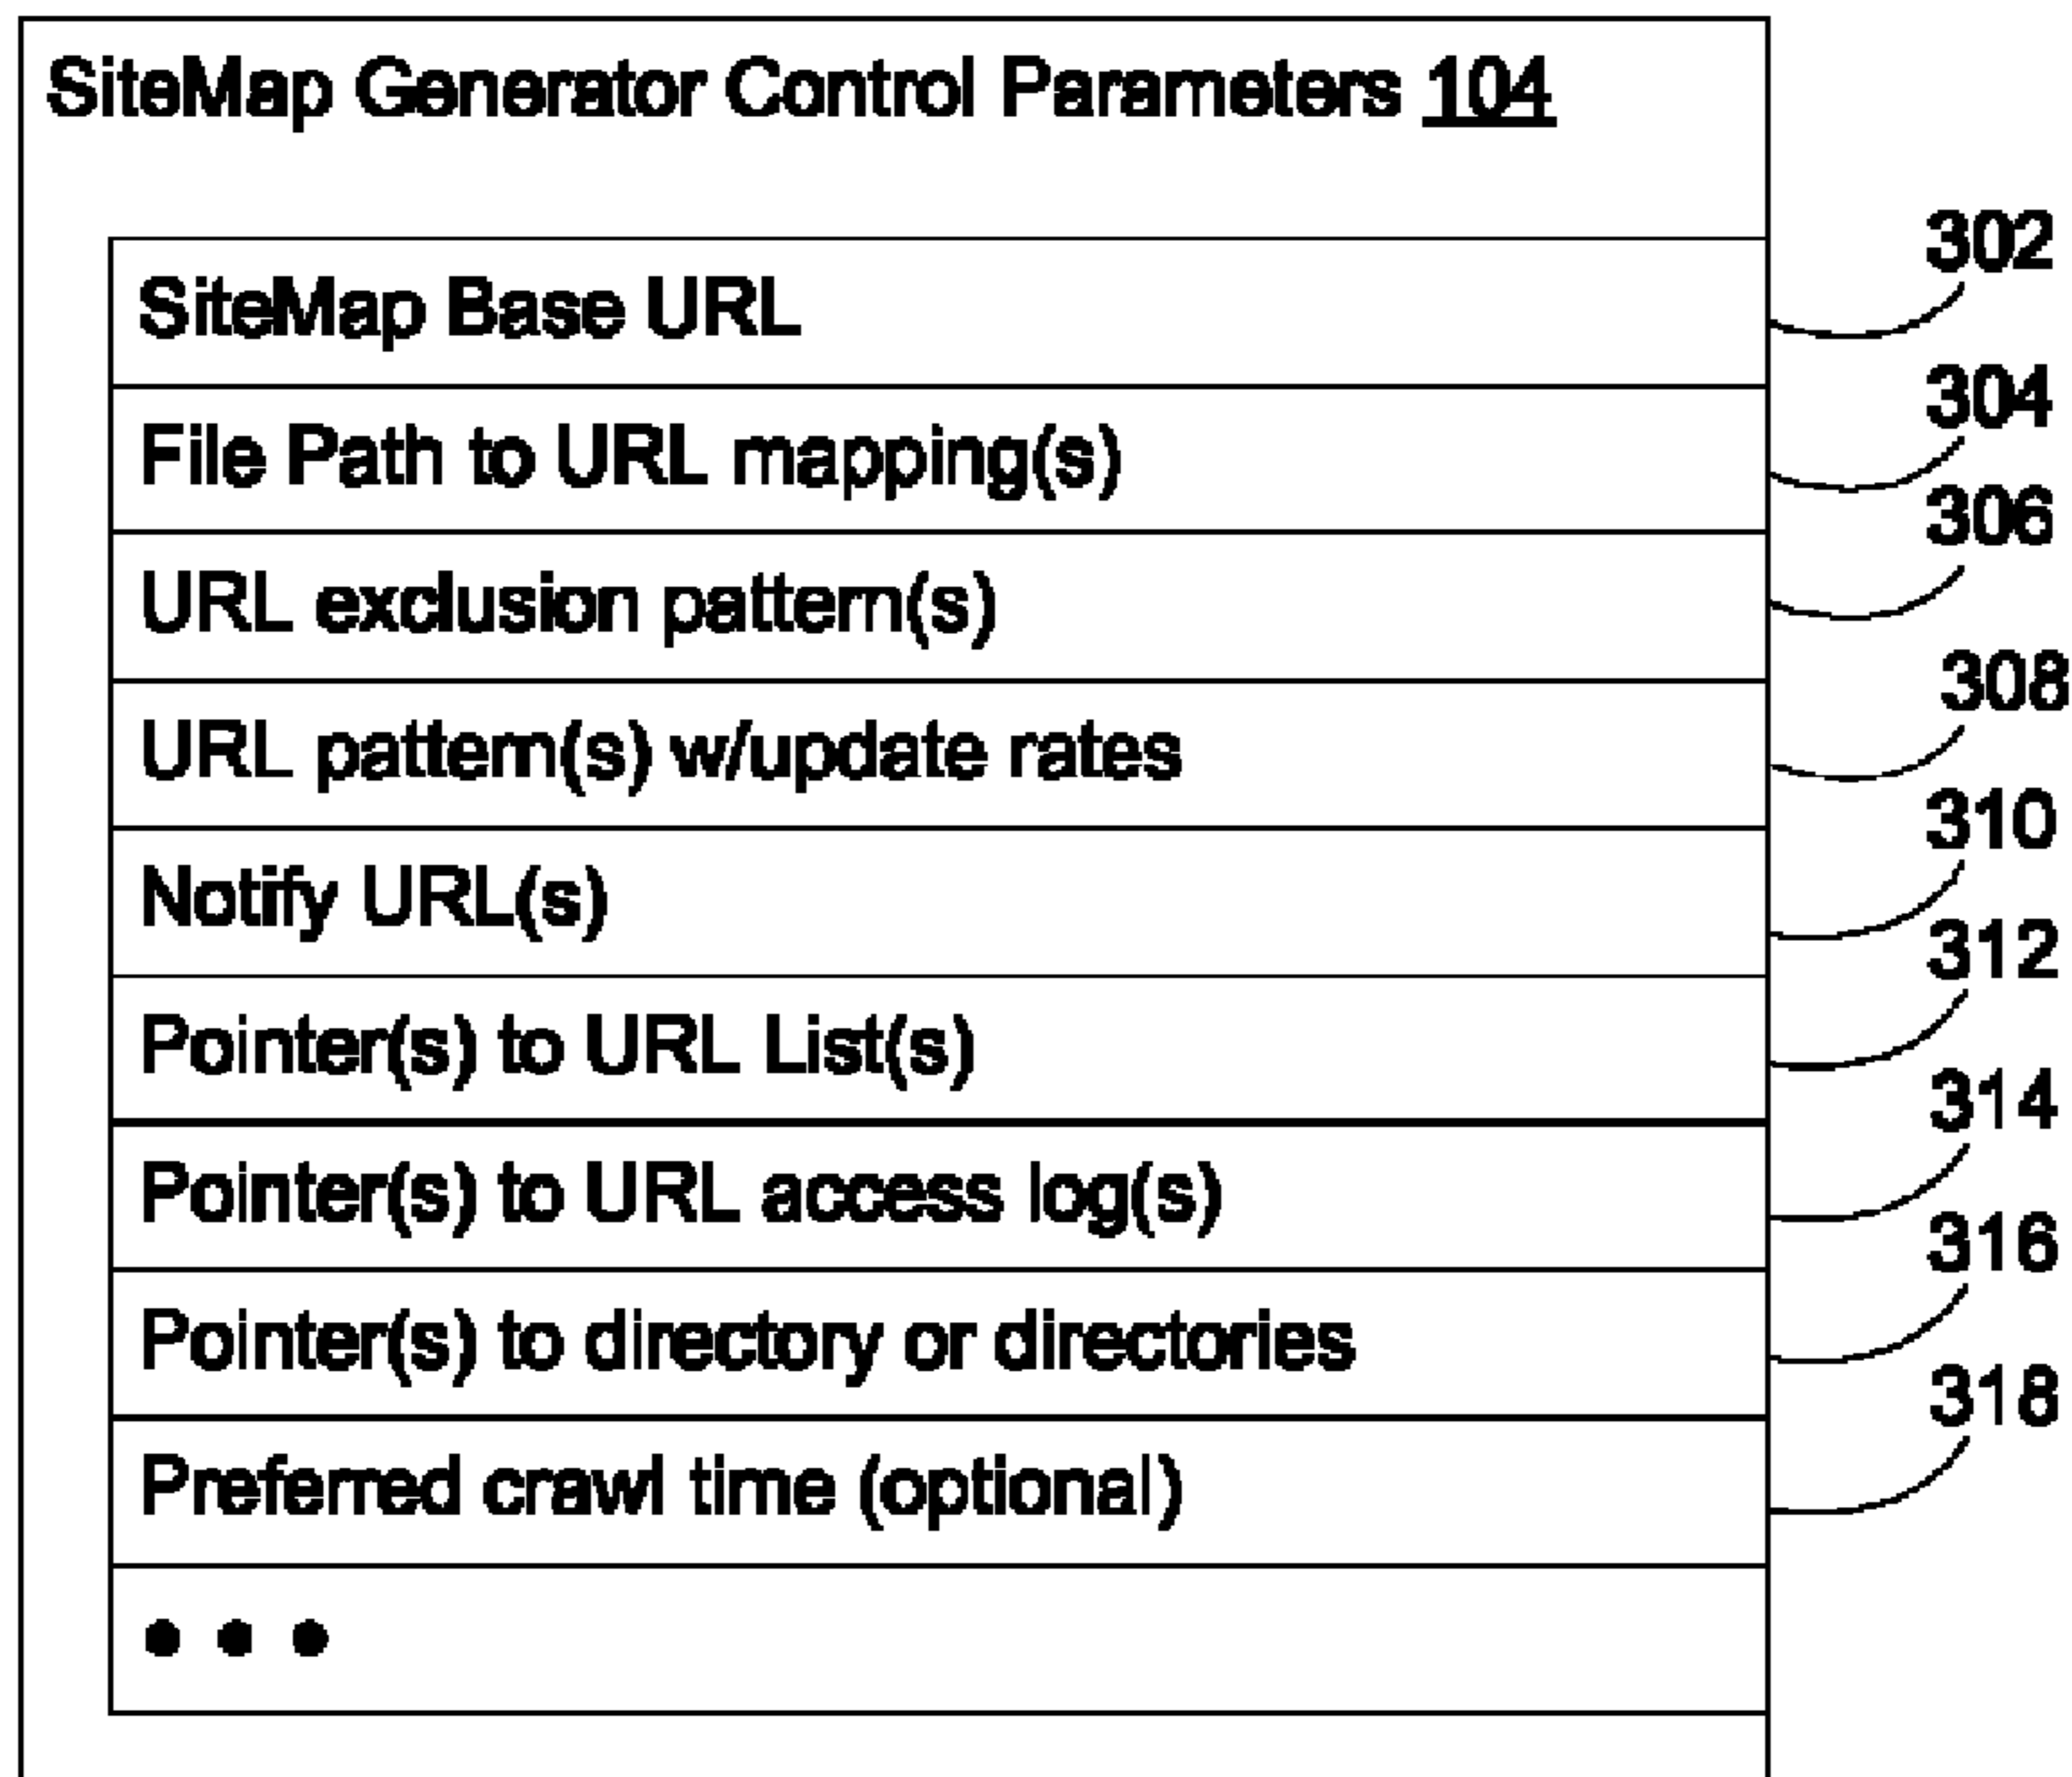 SiteMap Generator Control Parameters 104
SiteMap Base URL
302
File Path to URL mapping(s)
304
URL exclusion pattern(s)
306
URL pattern(s) w/update rates
308
Notify URL(s)
310
Pointer(s) to URL List(s)
312
Pointer(s) to URL access log(s)
314
Pointer(s) to directory or directories
316
Preferred crawl time (optional)
318
• • •